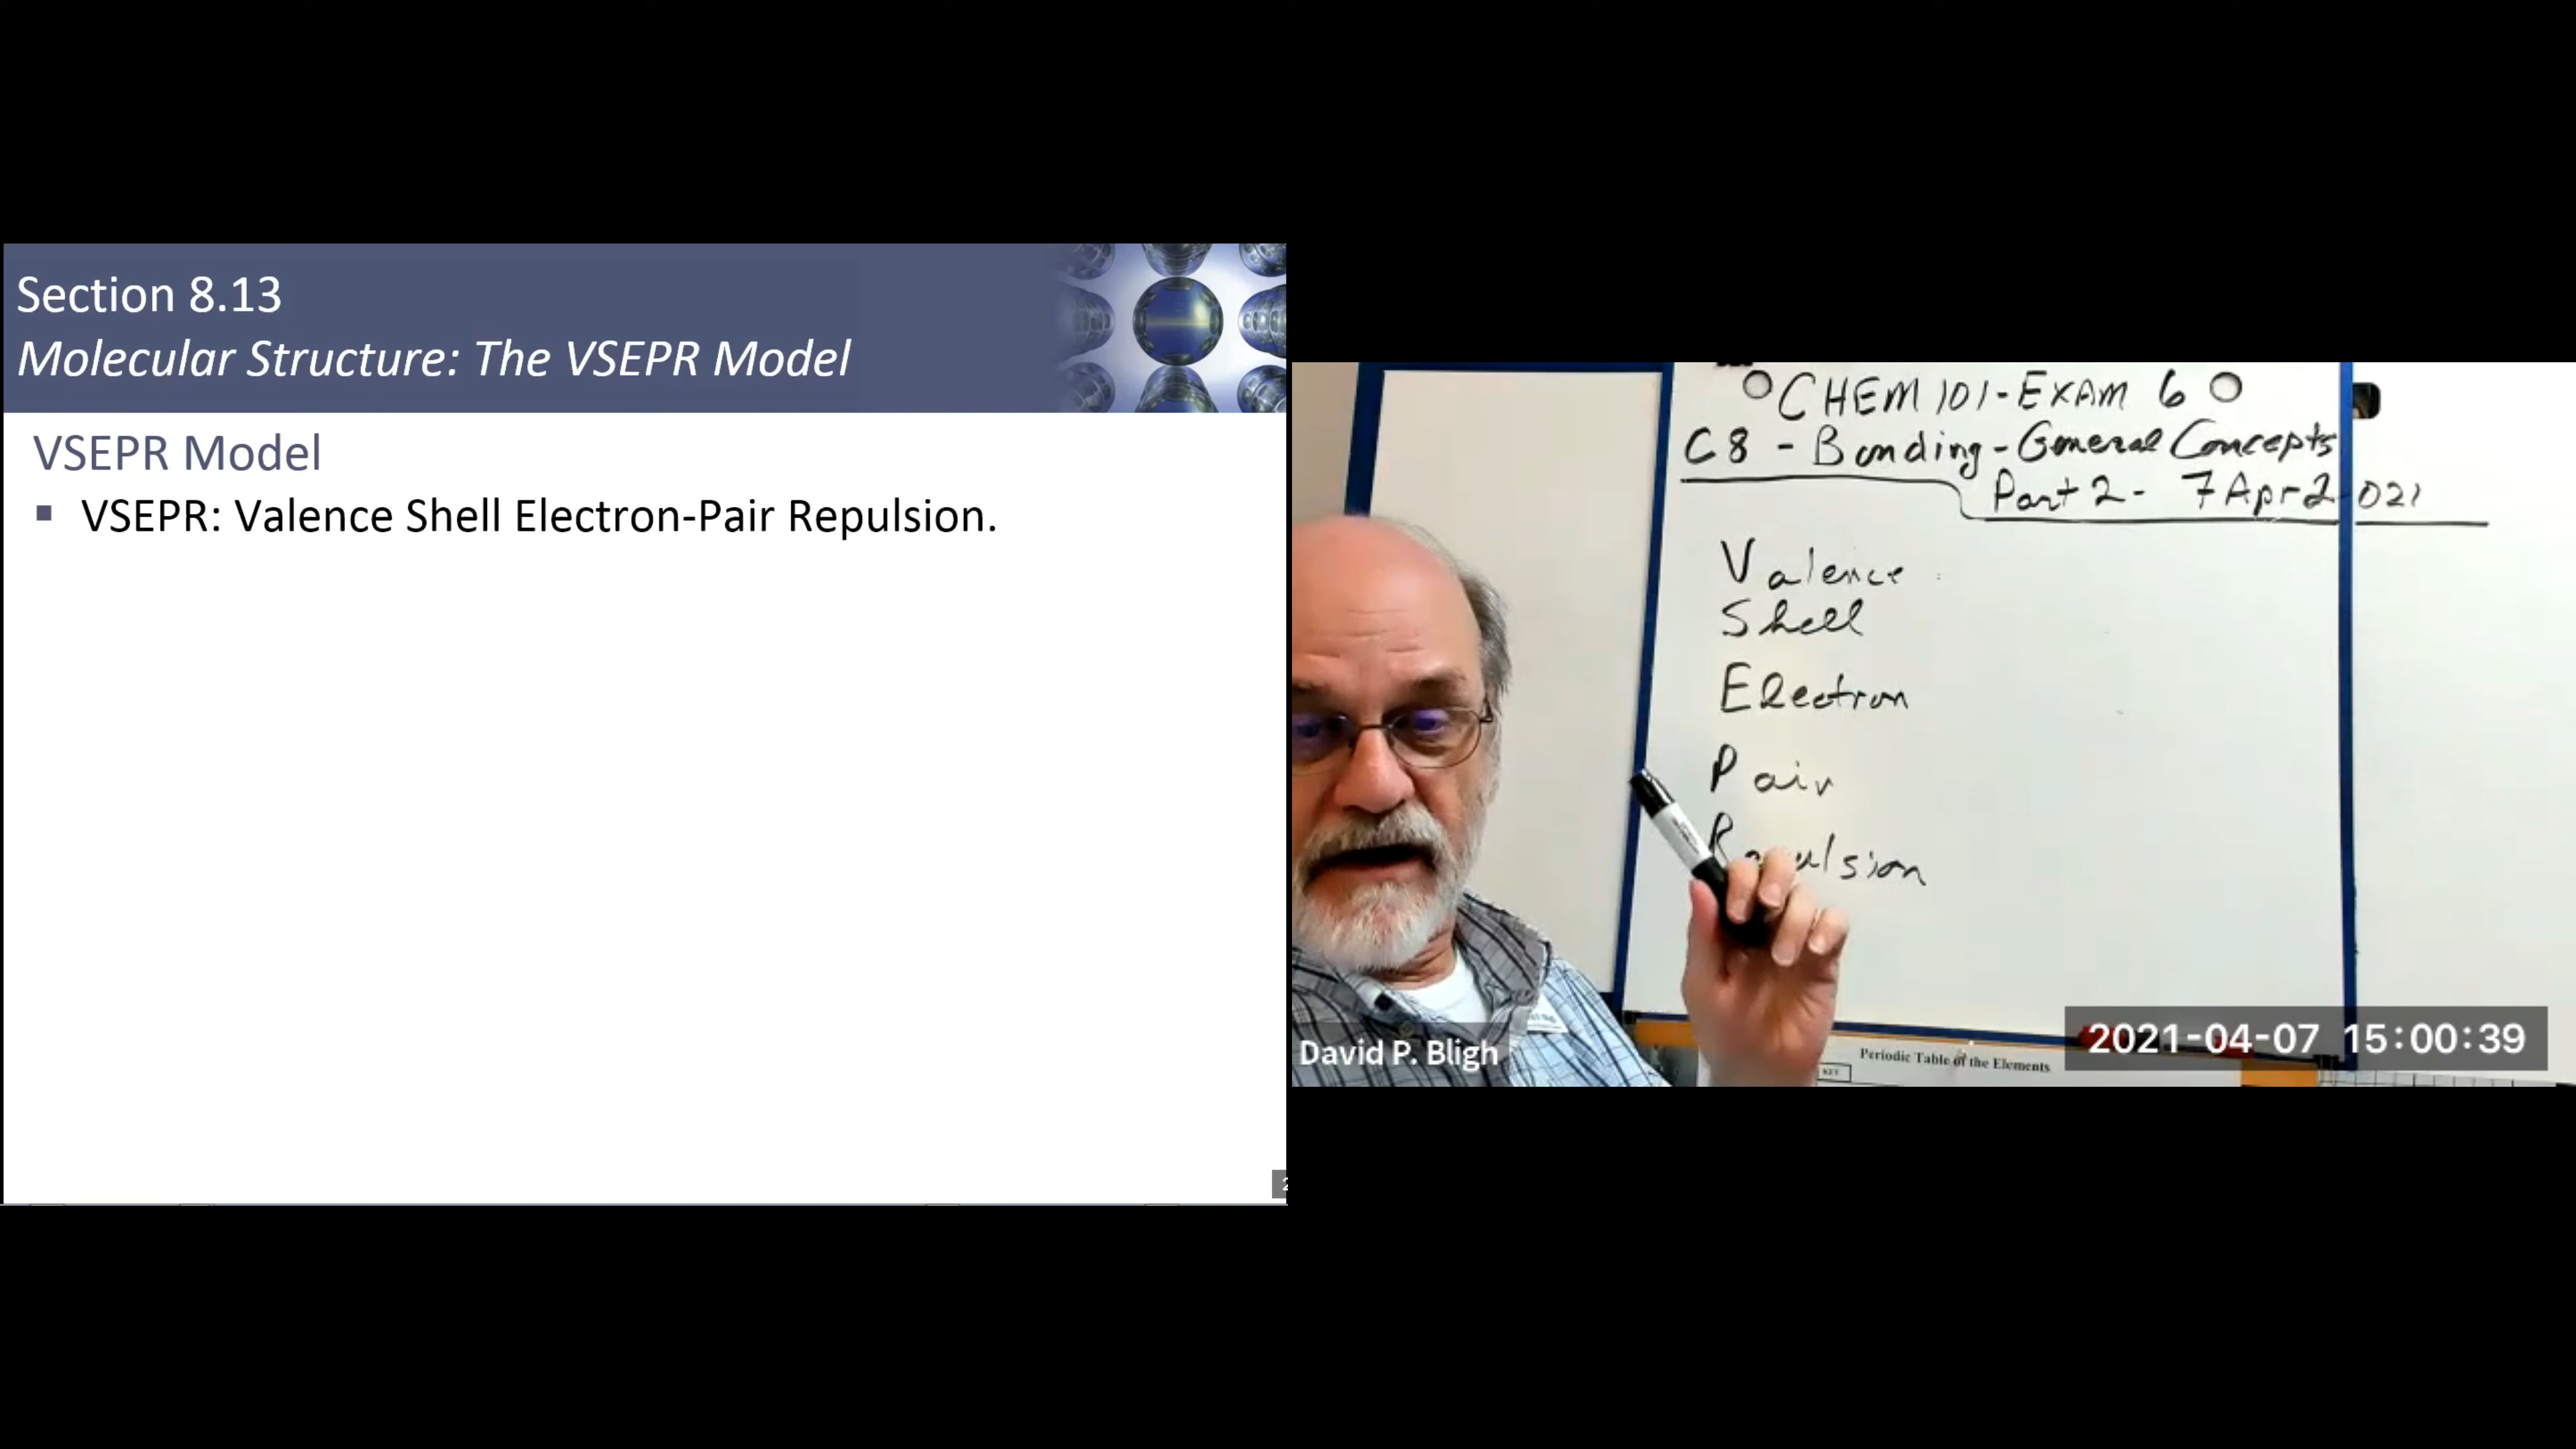 Section 8.13
Molecular Structure: The VSEPR Model
VSEPR Model
▪ VSEPR: Valence Shell Electron-Pair Repulsion.
CHEM 101-EXAM 6
C8 - Bonding - General Concepts
Part 2 - 7 Apr 2021
Valence
Shell
Electron
Pair
David P. Bligh
2021-04-07 15:00:39
Periodic Table of the Elements
KEY